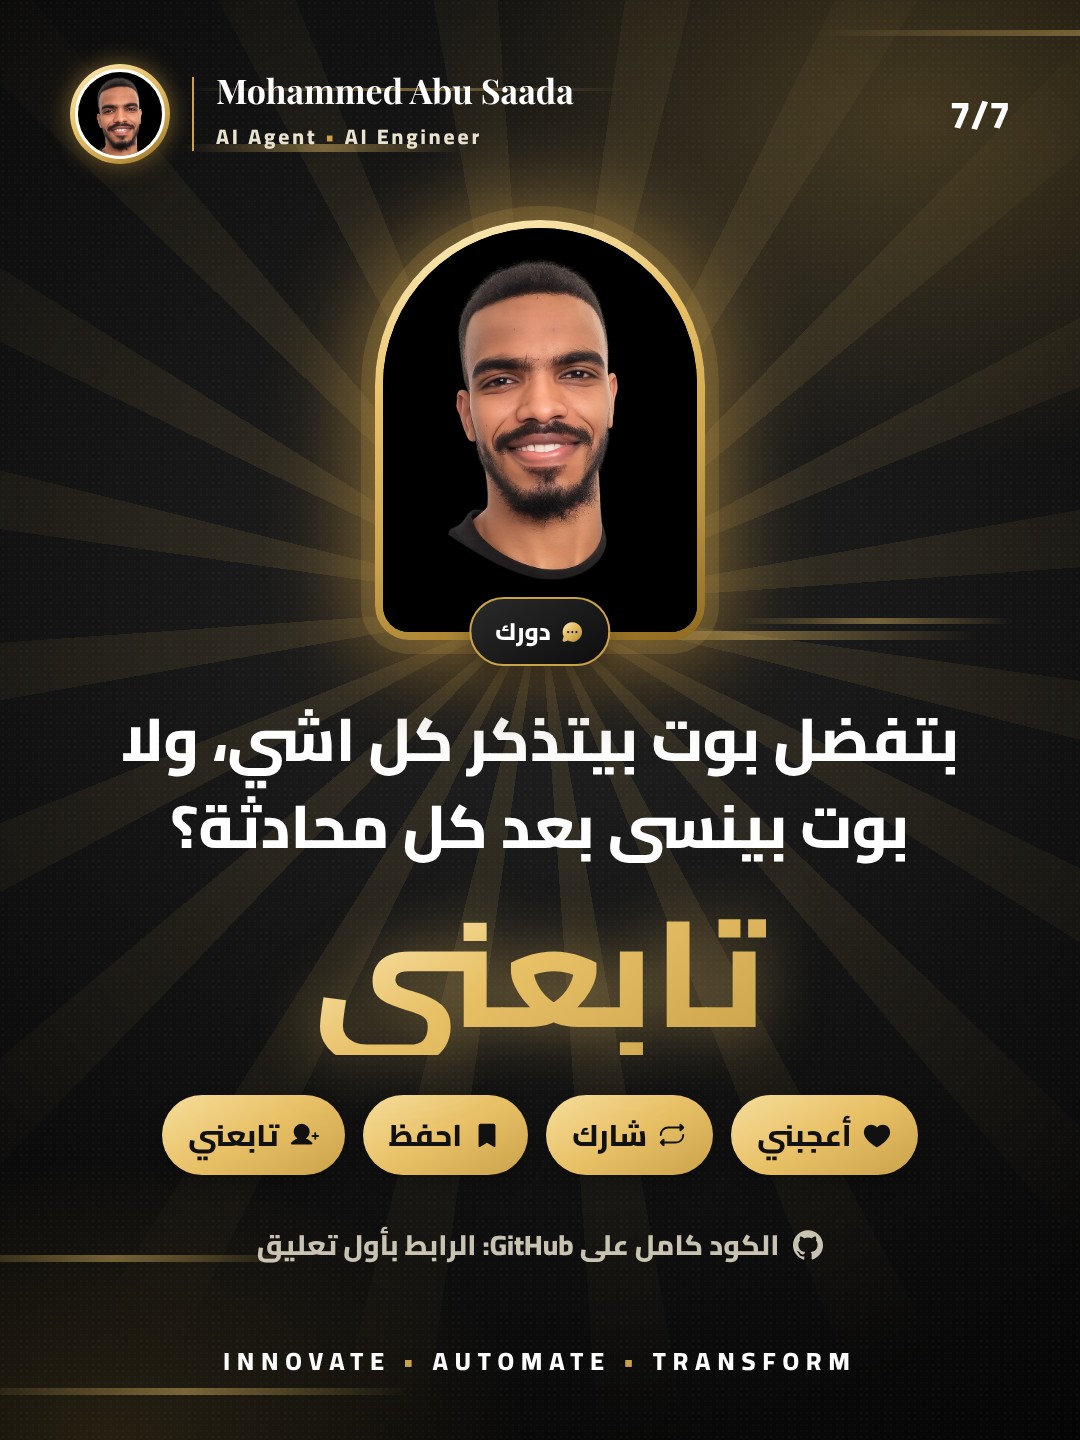 Mohammed Abu Saada
AI Agent ▪ AI Engineer
7/7
دورك
بتفضل بوت بيتذكر كل اشي، ولا
بوت بينسى بعد كل محادثة؟
تابعني
أعجبني
شارك
احفظ
تابعني
الكود كامل على GitHub: الرابط بأول تعليق
INNOVATE ▪ AUTOMATE ▪ TRANSFORM